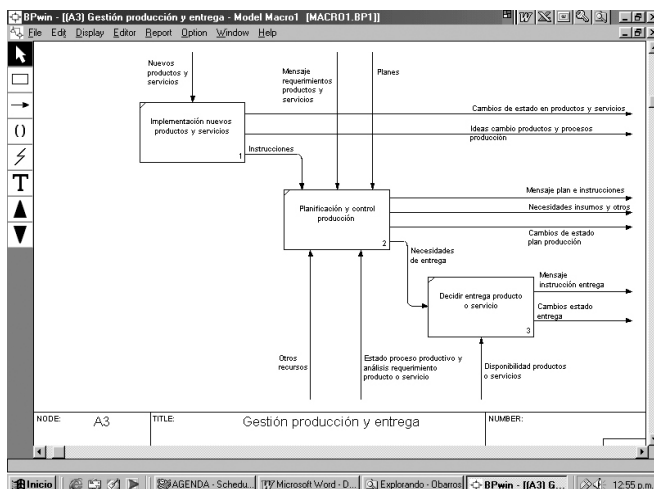 BPwin - [[A3) Gestión producción y entrega - Model Macro1 [MACRO1.BP1]]
File Edit Display Editor Report Option Window Help
Nuevos
productos y
servicios
Mensaje
requerimientos
productos y
servicios
Planes
Implementación nuevos
productos y servicios
1
Cambios de estado en productos y servicios
Ideas cambio productos y procesos
producción
Instrucciones
Planificación y control
producción
2
Mensaje plan e instrucciones
Necesidades insumos y otros
Cambios de estado
plan producción
Necesidades
de entrega
Decidir entrega producto
o servicio
3
Mensaje
instrucción entrega
Cambios estado
entrega
Otros
recursos
Estado proceso productivo y
análisis requerimiento
producto o servicio
Disponibilidad productos
o servicios
NODE: A3 TITLE: Gestión producción y entrega NUMBER:
Inicio AGENDA - Schedu... Microsoft Word - D... Explorando - Obarros BPwin - [[A3) G... 12:55 p.m.